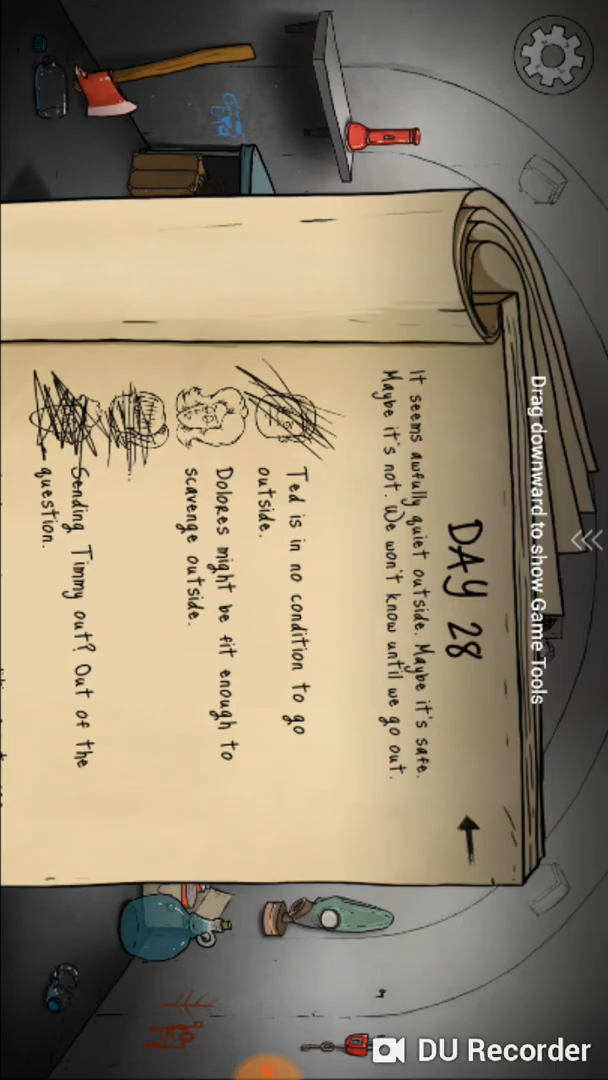 DAY 28
It seems awfully quiet outside. Maybe it's safe.
Maybe it's not. We won't know until we go out.
Ted is in no condition to go
outside.
Dolores might be fit enough to
scavenge outside.
Sending Timmy out? Out of the
question.
Drag downward to show Game Tools
DU Recorder